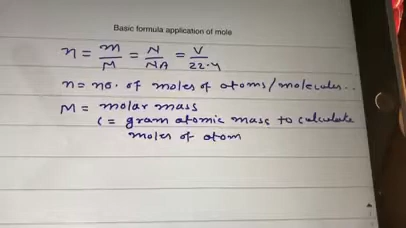 Basic formula application of mole
n = m/M = N/NA = V/22.4
n = no. of moles of atoms/molecules..
M = molar mass
(= gram atomic mass to calculate
moles of atom